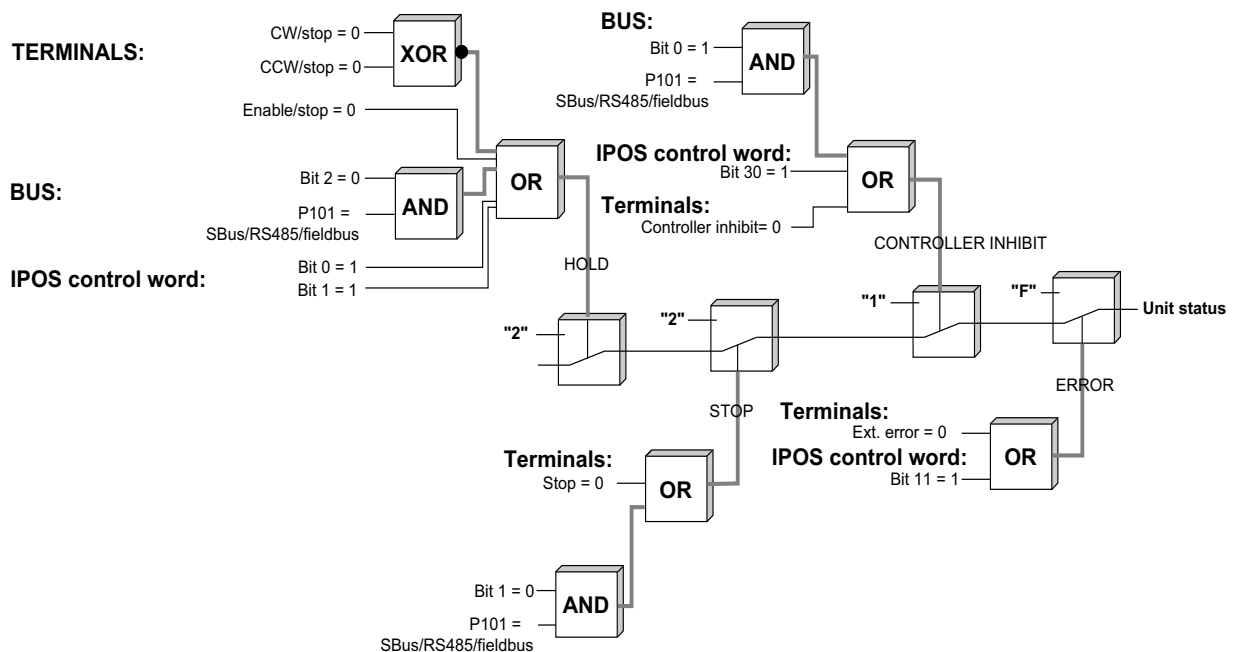 TERMINALS:
CW/stop = 0
CCW/stop = 0
XOR
Enable/stop = 0
BUS:
Bit 2 = 0
P101 =
SBus/RS485/fieldbus
AND
OR
IPOS control word:
Bit 0 = 1
Bit 1 = 1
HOLD
BUS:
Bit 0 = 1
P101 =
SBus/RS485/fieldbus
AND
IPOS control word:
Bit 30 = 1
Terminals:
Controller inhibit= 0
OR
CONTROLLER INHIBIT
"2"
"2"
"1"
"F"
Unit status
STOP
ERROR
Terminals:
Stop = 0
OR
Bit 1 = 0
P101 =
SBus/RS485/fieldbus
AND
Terminals:
Ext. error = 0
IPOS control word:
Bit 11 = 1
OR